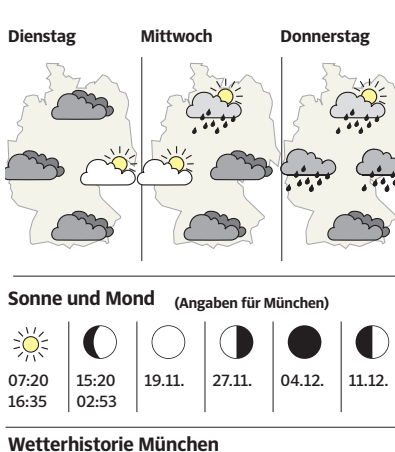 Dienstag Mittwoch Donnerstag
Sonne und Mond (Angaben für München)
07:20 15:20 19.11. 27.11. 04.12. 11.12.
16:35 02:53
Wetterhistorie München